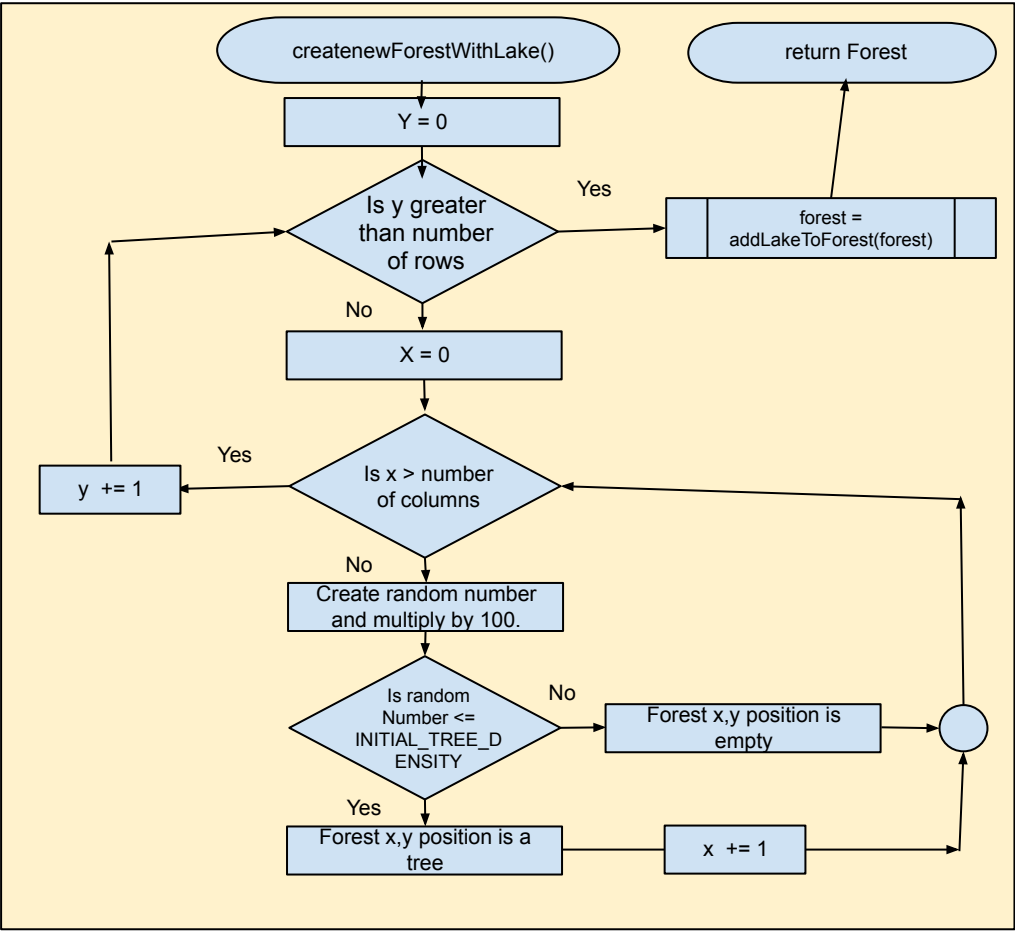 createnewForestWithLake()
return Forest
Y = 0
Is y greater
than number
of rows
Yes
forest =
addLakeToForest(forest)
No
X = 0
Yes
Is x > number
of columns
y += 1
No
Create random number
and multiply by 100.
Is random
Number <=
INITIAL_TREE_D
ENSITY
No
Forest x,y position is
empty
Yes
Forest x,y position is a
tree
x += 1